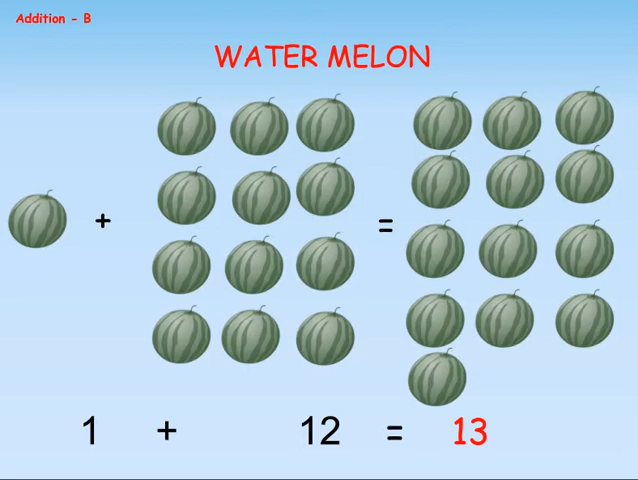 Addition - B
WATER MELON
+ =
1 + 12 = 13